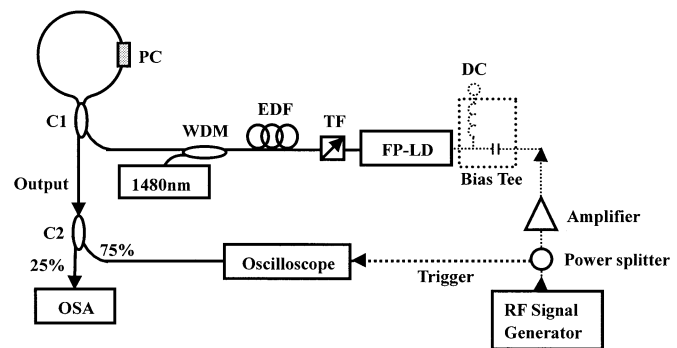 PC
DC
C1
WDM
EDF
TF
FP-LD
1480nm
Bias Tee
Output
Amplifier
C2
75%
25%
Oscilloscope
Trigger
Power splitter
OSA
RF Signal
Generator